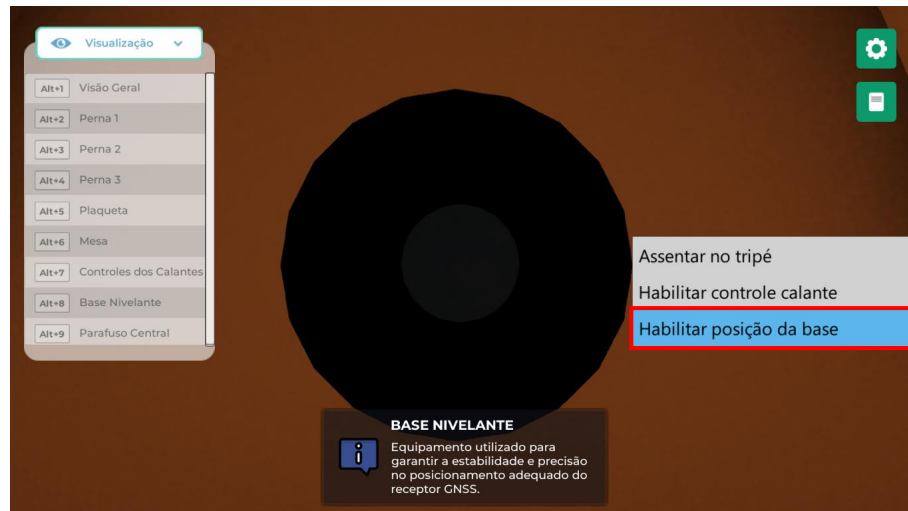 Visualização
Alt+1 Visão Geral
Alt+2 Perna 1
Alt+3 Perna 2
Alt+4 Perna 3
Alt+5 Plaqueta
Alt+6 Mesa
Alt+7 Controles dos Calantes
Alt+8 Base Nivelante
Alt+9 Parafuso Central
Assentar no tripé
Habilitar controle calante
Habilitar posição da base
BASE NIVELANTE
Equipamento utilizado para
garantir a estabilidade e precisão
no posicionamento adequado do
receptor GNSS.